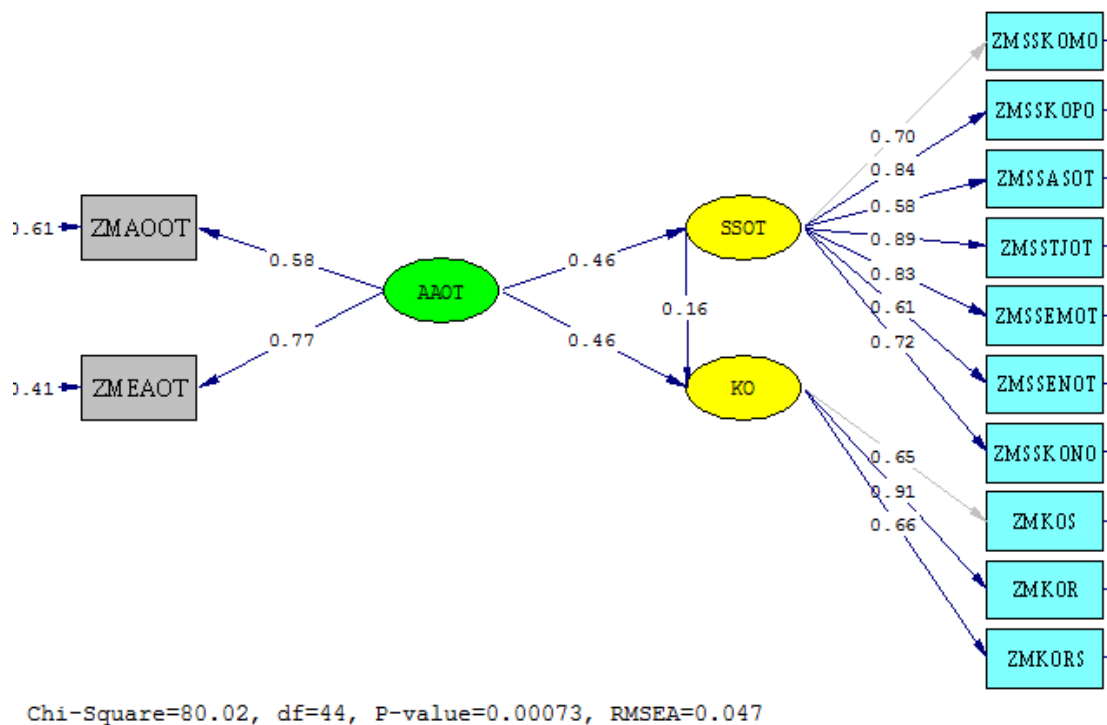 ZMSSKOMO
ZMSSKOPO
0.70
0.84
ZMSSASOT
0.58
0.61
ZMAOOT
SSOT
0.89
ZMSSTJOT
0.58
0.46
0.83
AAOT
0.61
0.16
ZMSSEMOT
0.77
0.46
0.72
0.41
ZMEAOT
KO
ZMSSENOT
ZMSSKONO
0.65
0.91
0.66
ZMKOS
ZMKOR
ZMKORS
Chi-Square=80.02, df=44, P-value=0.00073, RMSEA=0.047